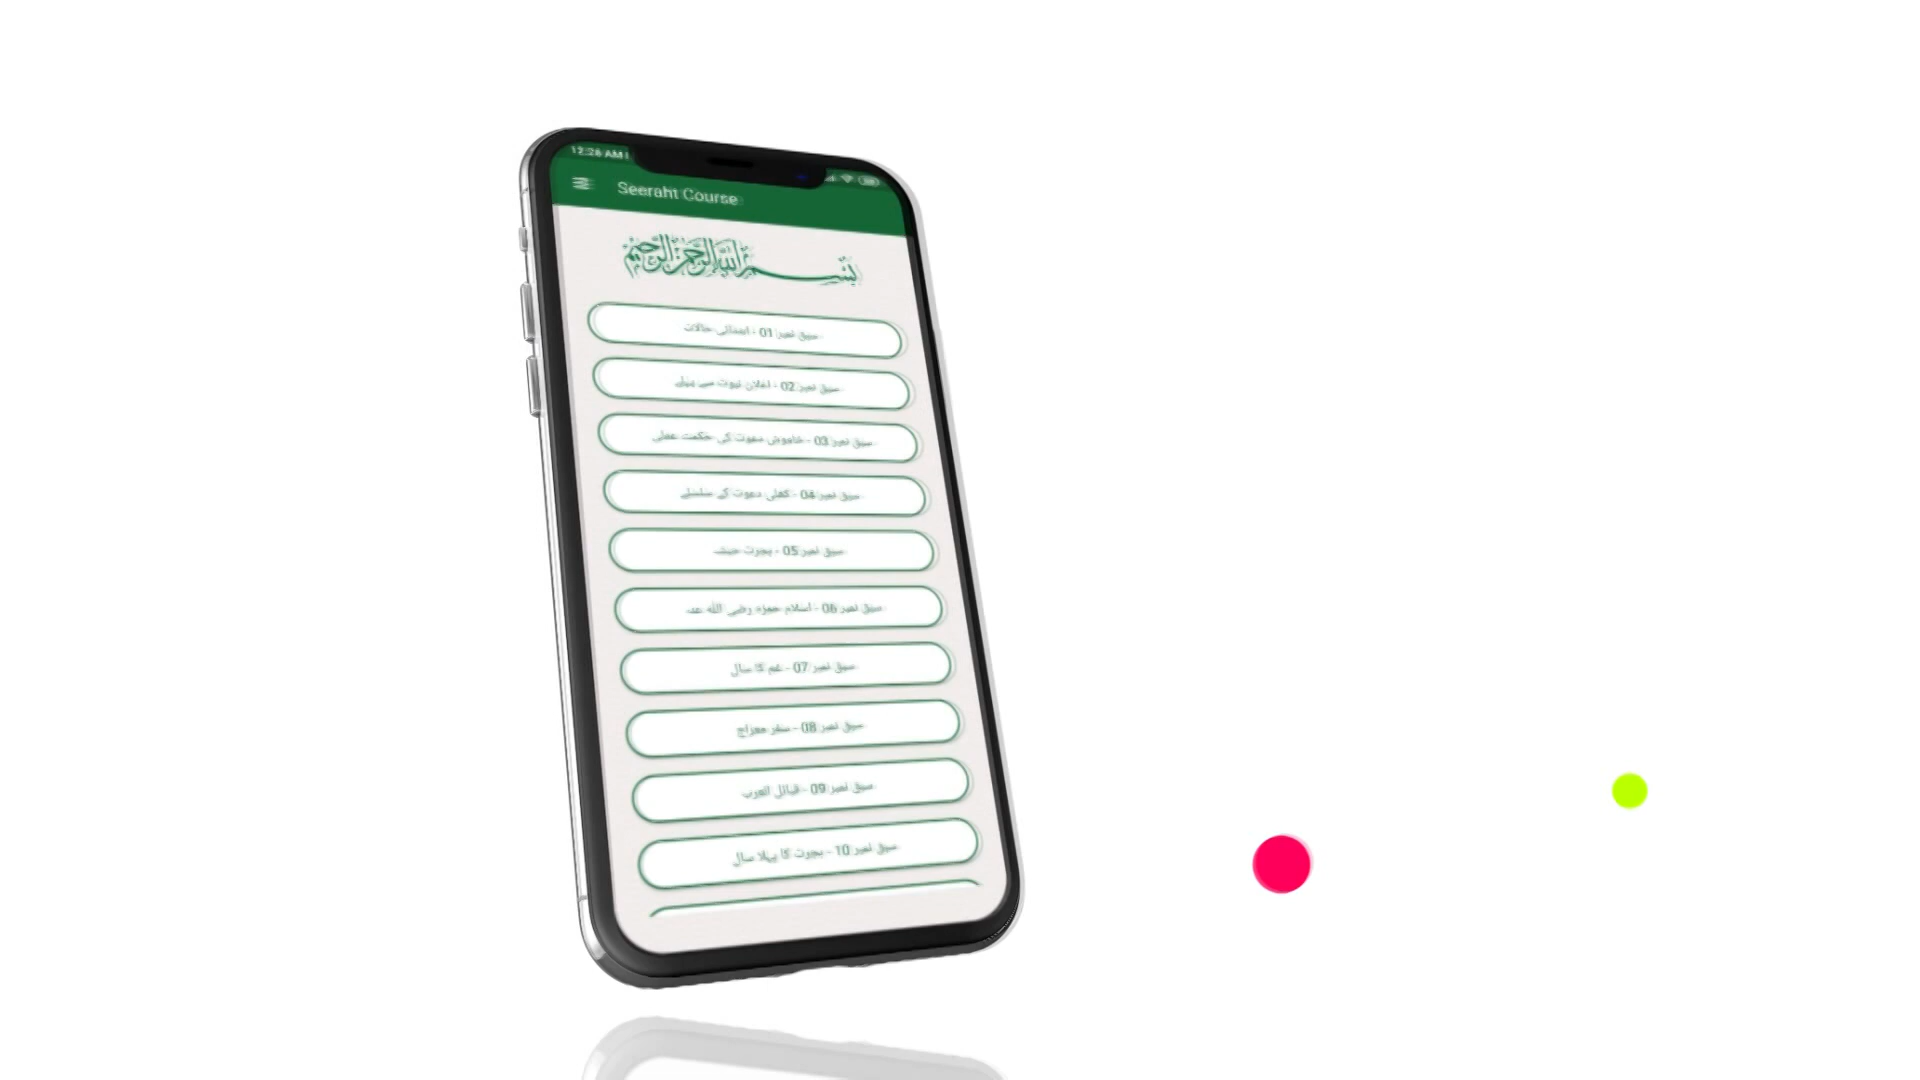 12:26 AM
Seeraht Course
بسم الله الرحمن الرحيم
سبق نمبر 01 - ابتدائی حالات
سبق نمبر 02 - اعلان نبوت سے پہلے
سبق نمبر 03 - خاموش دعوت کی حکمت عملی
سبق نمبر 04 - کھلی دعوت کے سلسلے
سبق نمبر 05 - ہجرت حبشہ
سبق نمبر 06 - اسلام حمزہ رضی الله عنہ
سبق نمبر 07 - غم کا سال
سبق نمبر 08 - سفر معراج
سبق نمبر 09 - قبائل العرب
سبق نمبر 10 - ہجرت کا پہلا سال